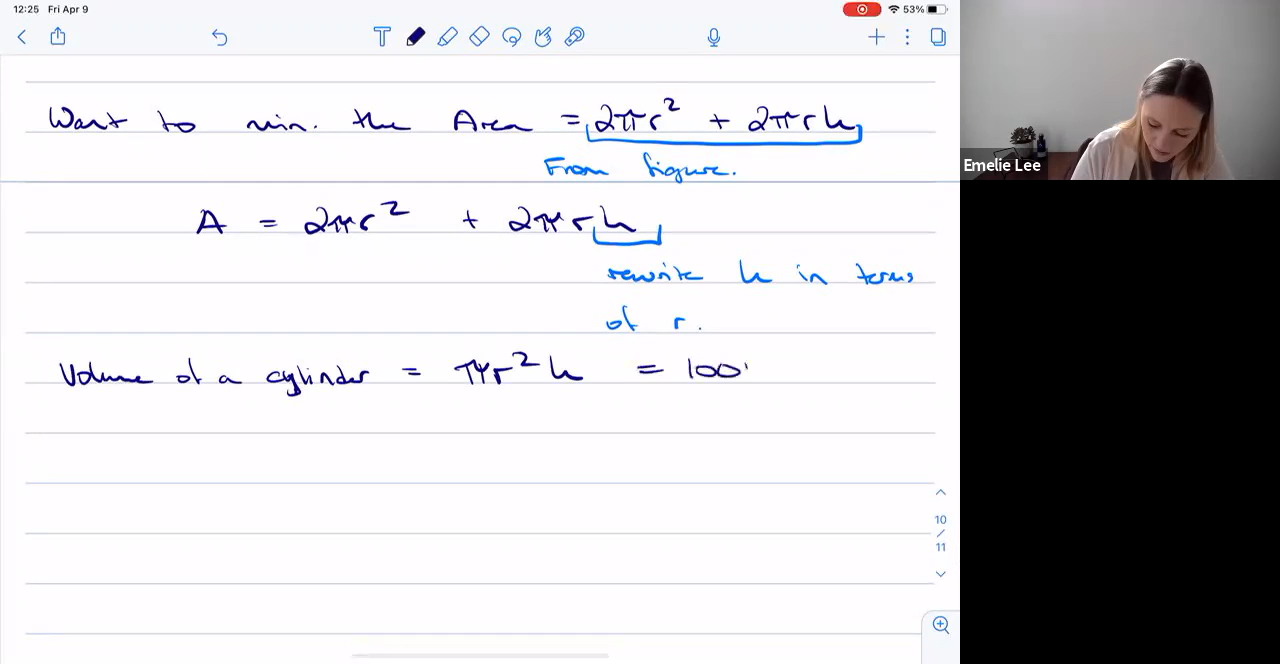 12:25 Fri Apr 9
53%
Want to min. the Area = 2πr² + 2πrh
From figure.
A = 2πr² + 2πrh
rewrite h in terms
of r.
Volume of a cylinder = πr²h = 100
Emelie Lee
10
/
11